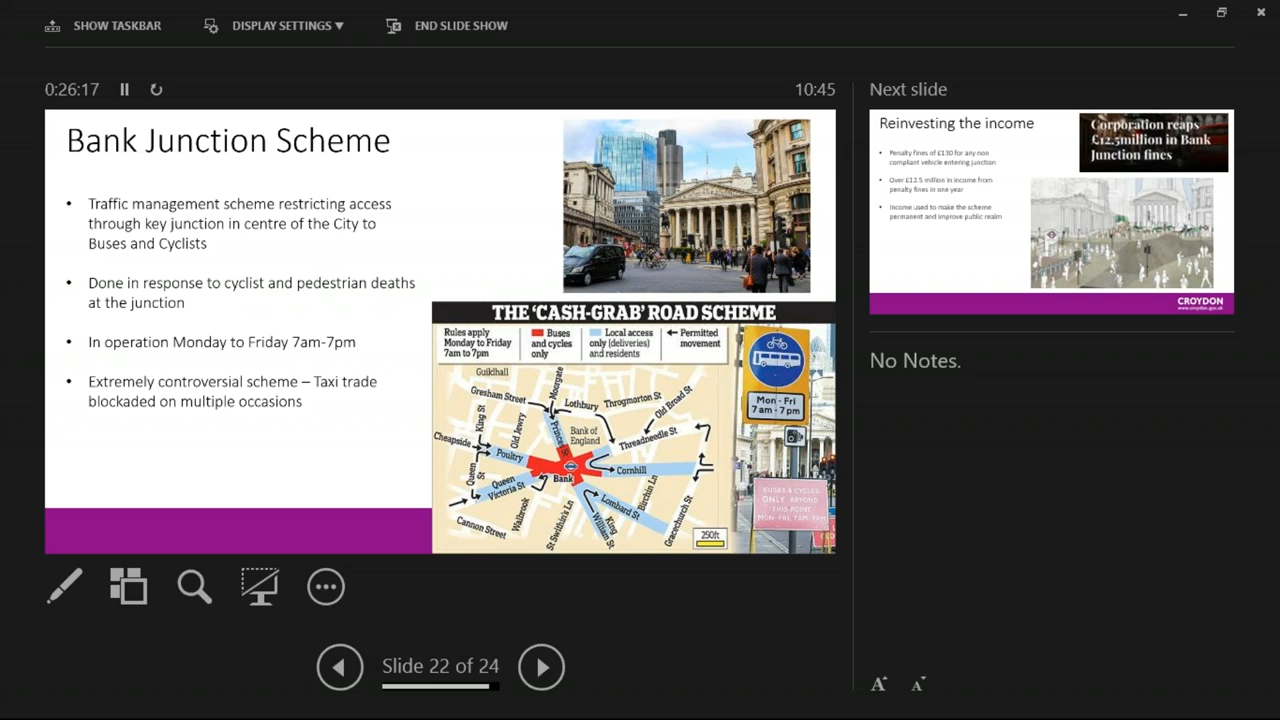 SHOW TASKBAR
DISPLAY SETTINGS ▼
END SLIDE SHOW
0:26:17
10:45
Bank Junction Scheme
• Traffic management scheme restricting access
through key junction in centre of the City to
Buses and Cyclists
• Done in response to cyclist and pedestrian deaths
at the junction
• In operation Monday to Friday 7am-7pm
• Extremely controversial scheme – Taxi trade
blockaded on multiple occasions
THE 'CASH-GRAB' ROAD SCHEME
Rules apply
Monday to Friday
7am to 7pm
Buses
and cycles
only
Local access
only (deliveries)
and residents
Permitted
movement
Guildhall
Gresham Street
King St
Old Jewry
Moorgate
Lothbury
Throgmorton St
Old Broad St
Princes
Bank of
England
Threadneedle St
Cheapside
Poultry
Queen
St
Queen
Victoria St
Bank
Cornhill
Walbrook
Cannon Street
St Swithin's Ln
King
William St
Lombard St
Birchin Ln
Gracechurch St
250ft
Mon - Fri
7 am - 7 pm
BUSES & CYCLES
ONLY BEYOND
THIS POINT
MON-FRI 7AM-7PM
Slide 22 of 24
Next slide
Reinvesting the income
• Penalty fines of £130 for any non
compliant vehicle entering junction
• Over £12.5 million in income from
penalty fines in one year
• Income used to make the scheme
permanent and improve public realm
Corporation reaps
£12.5million in Bank
Junction fines
CROYDON
www.croydon.gov.uk
No Notes.
A
A